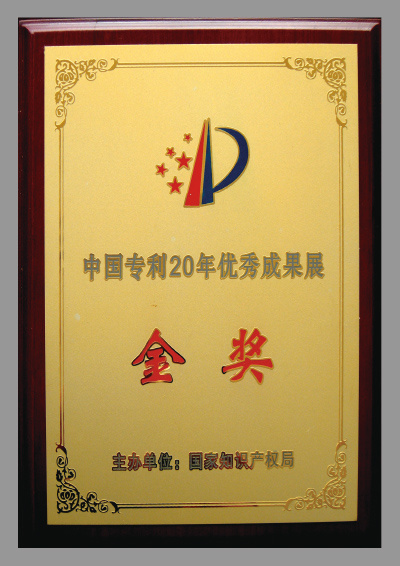 中国专利20年优秀成果展
金奖
主办单位：国家知识产权局